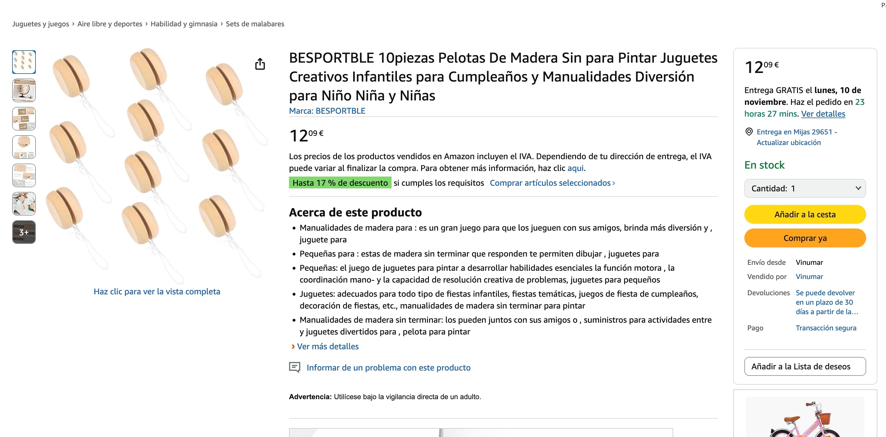 Juguetes y juegos › Aire libre y deportes › Habilidad y gimnasia › Sets de malabares
3+
Haz clic para ver la vista completa
BESPORTBLE 10piezas Pelotas De Madera Sin para Pintar Juguetes
Creativos Infantiles para Cumpleaños y Manualidades Diversión
para Niño Niña y Niñas
Marca: BESPORTBLE
12,09 €
Los precios de los productos vendidos en Amazon incluyen el IVA. Dependiendo de tu dirección de entrega, el IVA
puede variar al finalizar la compra. Para obtener más información, haz clic aquí.
Hasta 17 % de descuento si cumples los requisitos Comprar artículos seleccionados ›
Acerca de este producto
• Manualidades de madera para : es un gran juego para que los jueguen con sus amigos, brinda más diversión y ,
juguete para
• Pequeñas para : estas de madera sin terminar que responden te permiten dibujar , juguetes para
• Pequeñas: el juego de juguetes para pintar a desarrollar habilidades esenciales la función motora , la
coordinación mano- y la capacidad de resolución creativa de problemas, juguetes para pequeños
• Juguetes: adecuados para todo tipo de fiestas infantiles, fiestas temáticas, juegos de fiesta de cumpleaños,
decoración de fiestas, etc., manualidades de madera sin terminar para pintar
• Manualidades de madera sin terminar: los pueden juntos con sus amigos o , suministros para actividades entre
y juguetes divertidos para , pelota para pintar
› Ver más detalles
Informar de un problema con este producto
Advertencia: Utilícese bajo la vigilancia directa de un adulto.
P
12,09 €
Entrega GRATIS el lunes, 10 de
noviembre. Haz el pedido en 23
horas 27 mins. Ver detalles
Entrega en Mijas 29651 -
Actualizar ubicación
En stock
Cantidad: 1
Añadir a la cesta
Comprar ya
Envío desde Vinumar
Vendido por Vinumar
Devoluciones Se puede devolver
en un plazo de 30
días a partir de la...
Pago Transacción segura
Añadir a la Lista de deseos